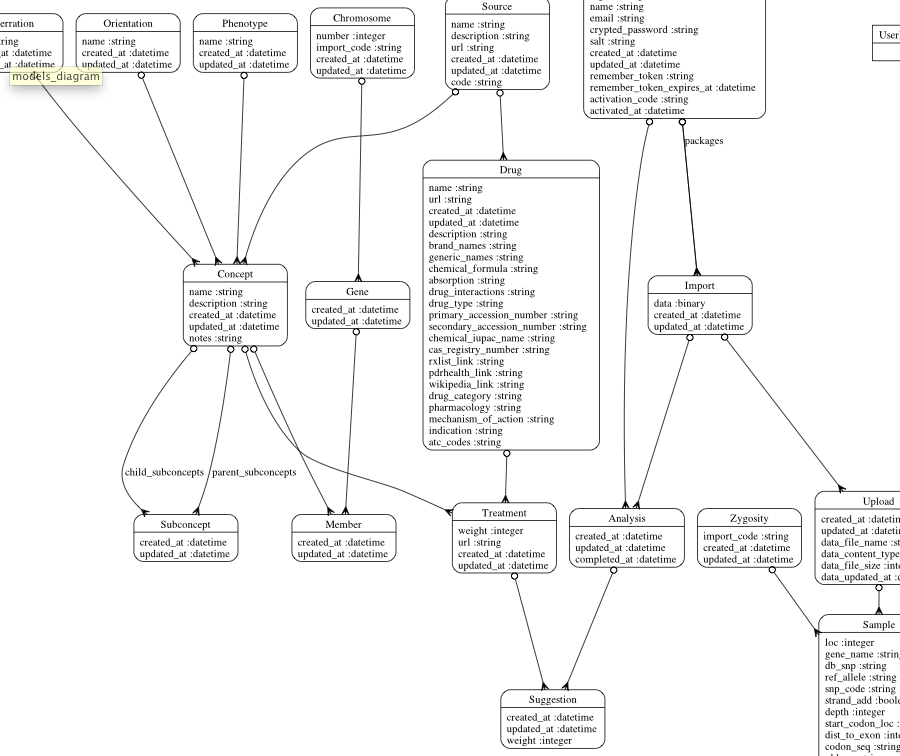 erration
ring
ed_at :datetime
ed_at :datetime
models_diagram
Orientation
name :string
created_at :datetime
updated_at :datetime
Phenotype
name :string
created_at :datetime
updated_at :datetime
Chromosome
number :integer
import_code :string
created_at :datetime
updated_at :datetime
Source
name :string
description :string
url :string
created_at :datetime
updated_at :datetime
code :string
name :string
email :string
crypted_password :string
salt :string
created_at :datetime
updated_at :datetime
remember_token :string
remember_token_expires_at :datetime
activation_code :string
activated_at :datetime
User
packages
Drug
name :string
url :string
created_at :datetime
updated_at :datetime
description :string
brand_names :string
generic_names :string
chemical_formula :string
absorption :string
drug_interactions :string
drug_type :string
primary_accession_number :string
secondary_accession_number :string
chemical_iupac_name :string
cas_registry_number :string
rxlist_link :string
pdrhealth_link :string
wikipedia_link :string
drug_category :string
pharmacology :string
mechanism_of_action :string
indication :string
atc_codes :string
Concept
name :string
description :string
created_at :datetime
updated_at :datetime
notes :string
Gene
created_at :datetime
updated_at :datetime
Import
data :binary
created_at :datetime
updated_at :datetime
child_subconcepts
parent_subconcepts
Subconcept
created_at :datetime
updated_at :datetime
Member
created_at :datetime
updated_at :datetime
Treatment
weight :integer
url :string
created_at :datetime
updated_at :datetime
Analysis
created_at :datetime
updated_at :datetime
completed_at :datetime
Zygosity
import_code :string
created_at :datetime
updated_at :datetime
Upload
created_at :datetin
updated_at :dateti
data_file_name :st
data_content_type
data_file_size :inte
data_updated_at :d
Sample
loc :integer
gene_name :string
db_snp :string
ref_allele :string
snp_code :string
strand_add :boole
depth :integer
start_codon_loc :
dist_to_exon :inte
codon_seq :string
Suggestion
created_at :datetime
updated_at :datetime
weight :integer